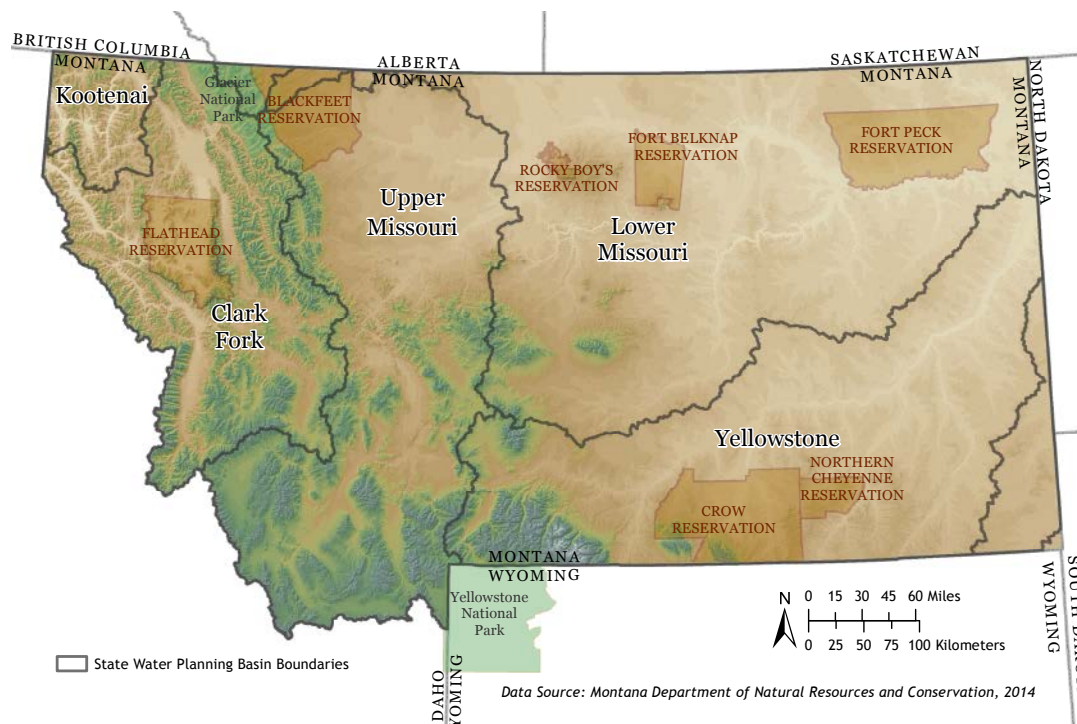 BRITISH COLUMBIA
MONTANA
ALBERTA
MONTANA
SASKATCHEWAN
MONTANA
NORTH DAKOTA
MONTANA
Kootenai
Glacier
National
Park
BLACKFEET
RESERVATION
FORT BELKNAP
RESERVATION
FORT PECK
RESERVATION
ROCKY BOY'S
RESERVATION
Upper
Missouri
Lower
Missouri
FLATHEAD
RESERVATION
Clark
Fork
Yellowstone
NORTHERN
CHEYENNE
RESERVATION
CROW
RESERVATION
MONTANA
WYOMING
Yellowstone
National
Park
N
0 15 30 45 60 Miles
0 25 50 75 100 Kilometers
WYOMING
State Water Planning Basin Boundaries
Data Source: Montana Department of Natural Resources and Conservation, 2014